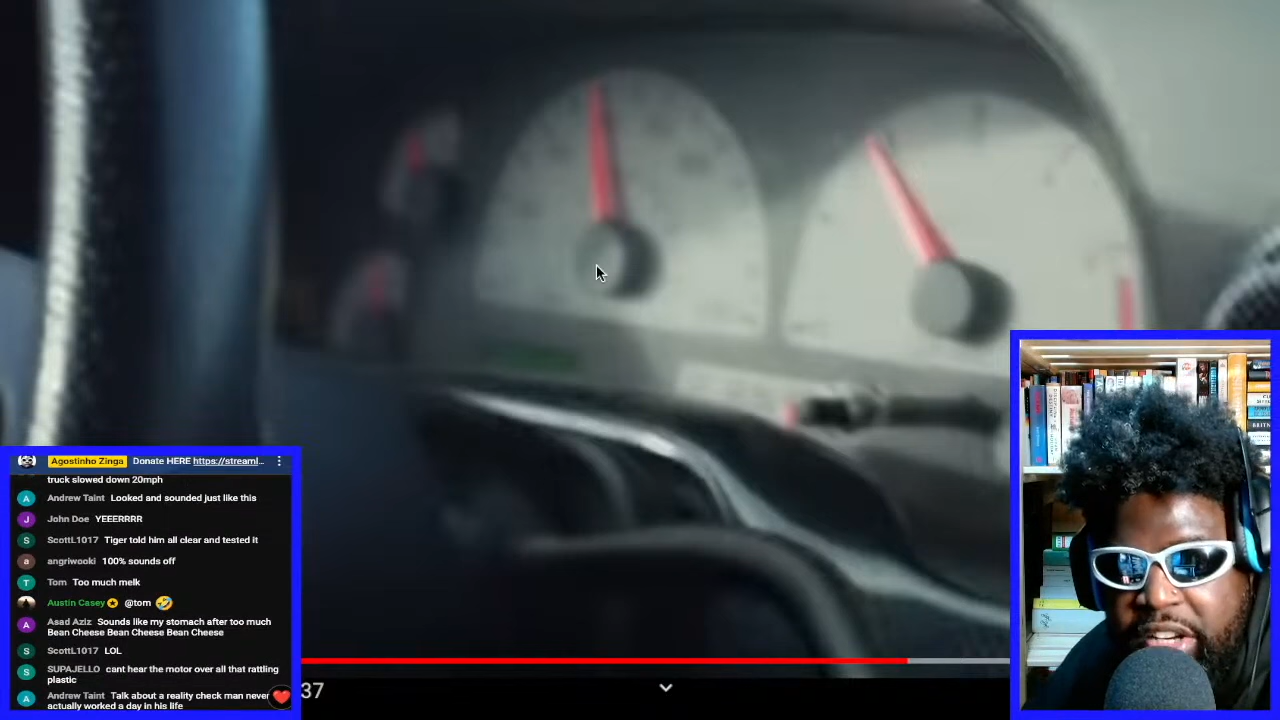 Agostinho Zinga Donate HERE https://streaml...
truck slowed down 20mph
A Andrew Taint Looked and sounded just like this
J John Doe YEEERRRR
S ScottL1017 Tiger told him all clear and tested it
a angriwooki 100% sounds off
T Tom Too much melk
Austin Casey @tom 🤣
A Asad Aziz Sounds like my stomach after too much
Bean Cheese Bean Cheese Bean Cheese
S ScottL1017 LOL
S SUPAJELLO cant hear the motor over all that rattling
plastic
A Andrew Taint Talk about a reality check man never
actually worked a day in his life
37